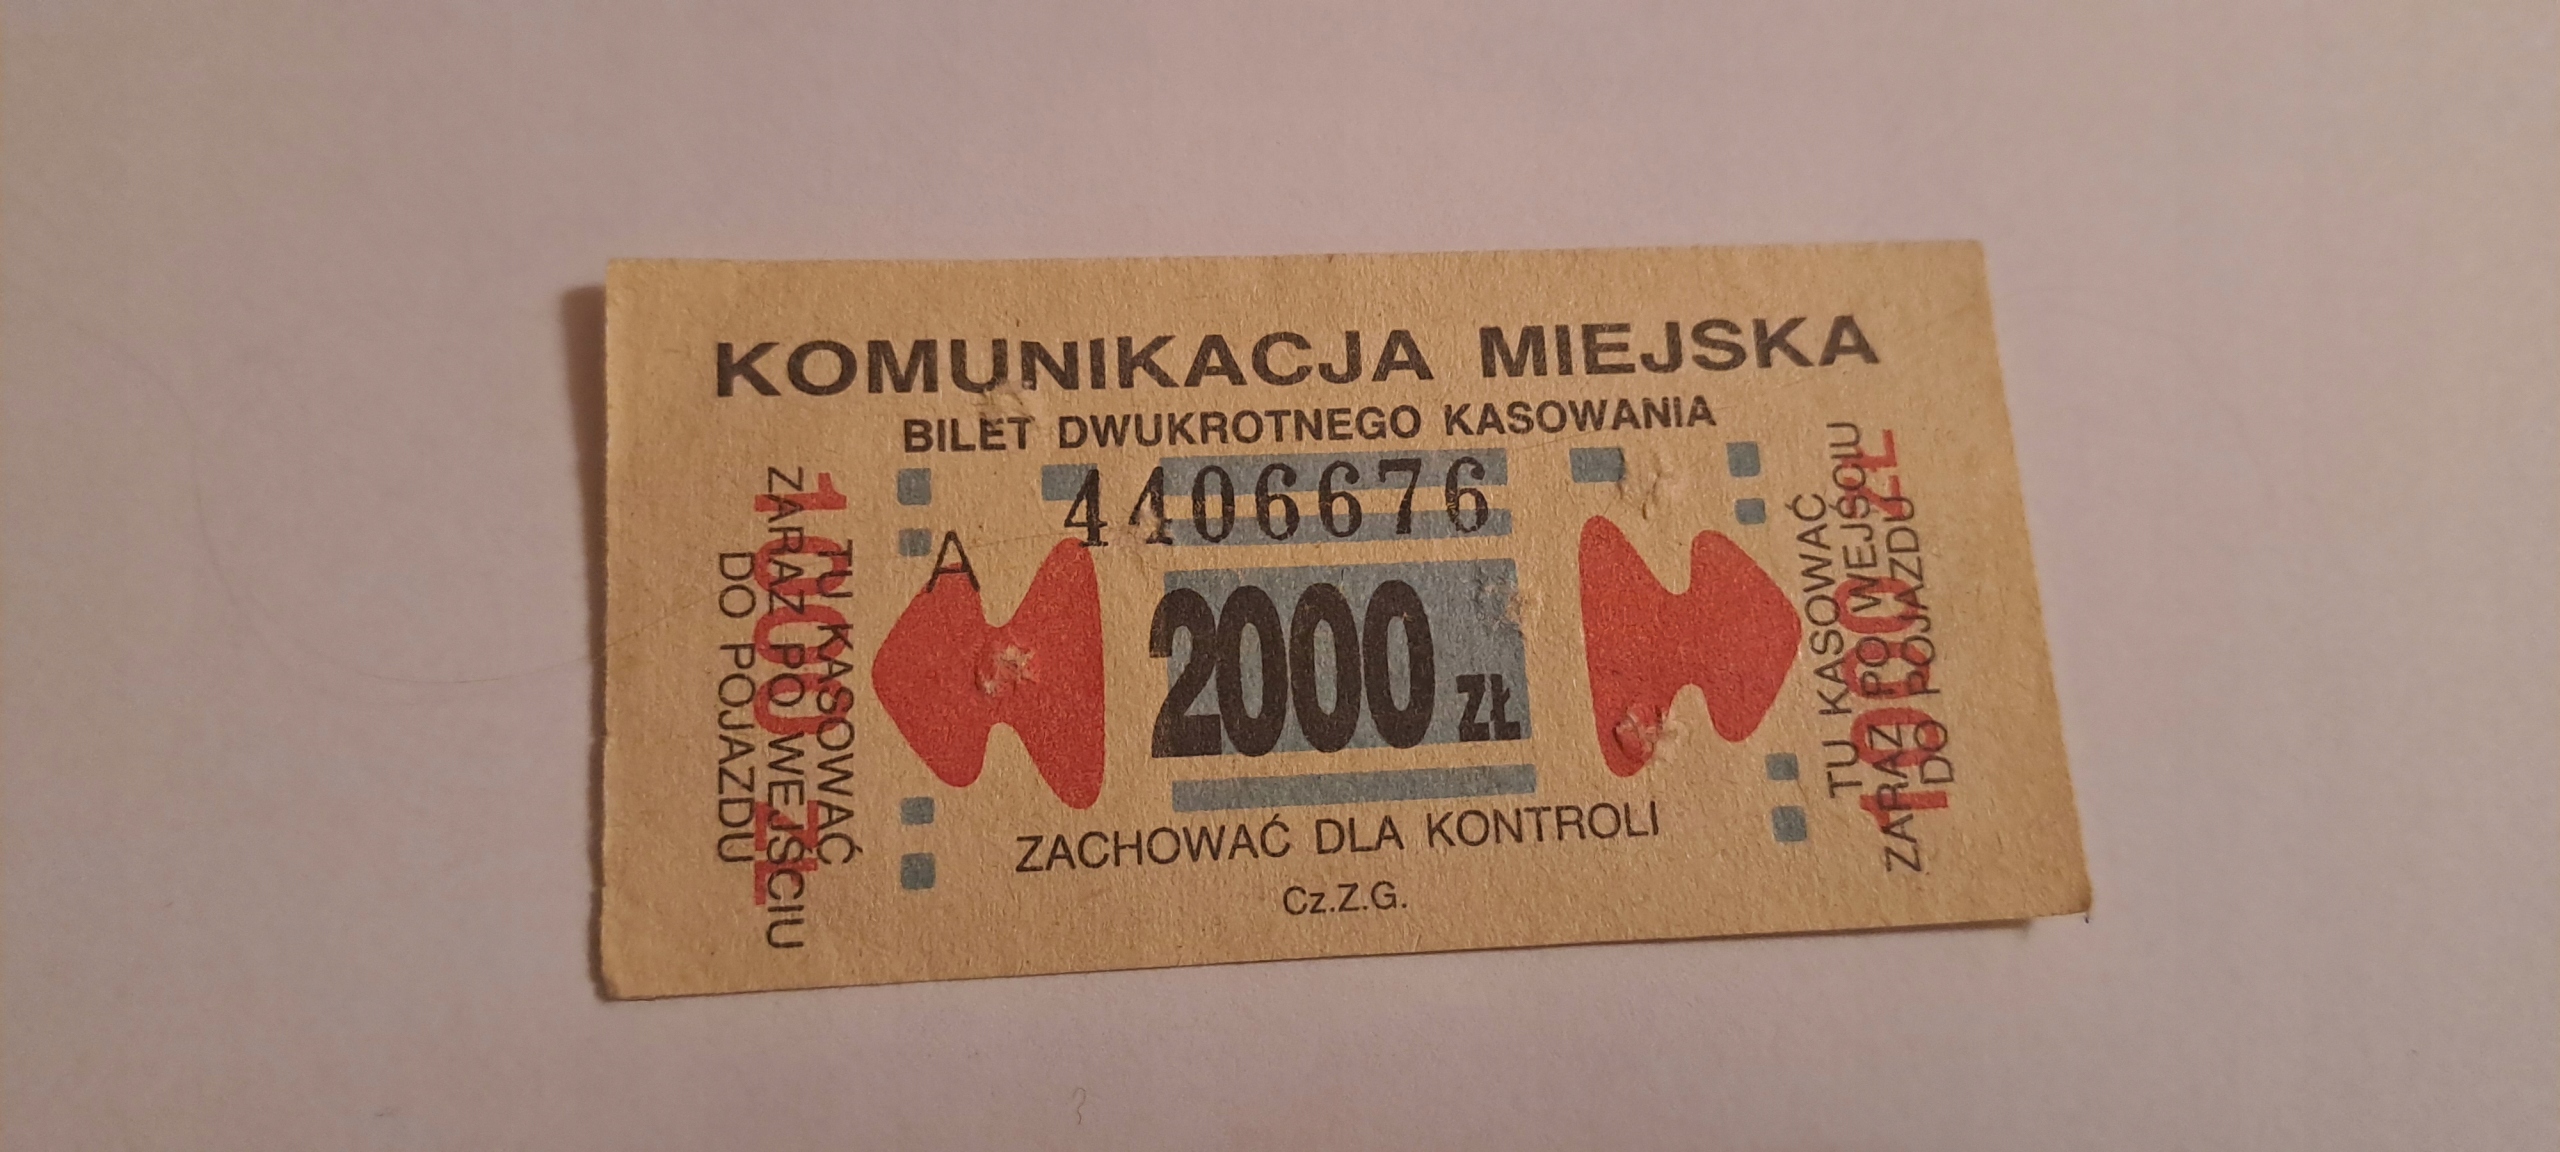 KOMUNIKACJA MIEJSKA
BILET DWUKROTNEGO KASOWANIA
4406676
A
2000 ZŁ
ZACHOWAĆ DLA KONTROLI
Cz.Z.G.
1000 ZŁ
TU KASOWAĆ
ZARAZ PO WEJŚCIU
DO POJAZDU
1000 ZŁ
TU KASOWAĆ
ZARAZ PO WEJŚCIU
DO POJAZDU